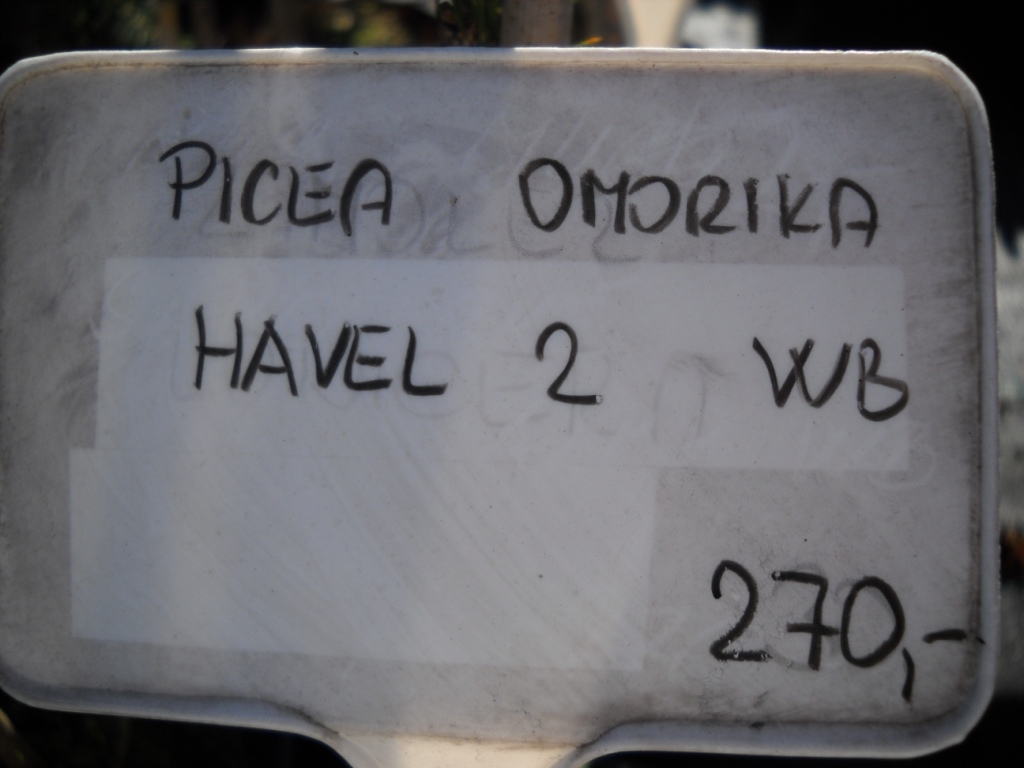 PICEA OMORIKA
HAVEL 2 WB
270,-